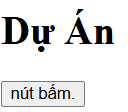 Dự Án
nút bấm.